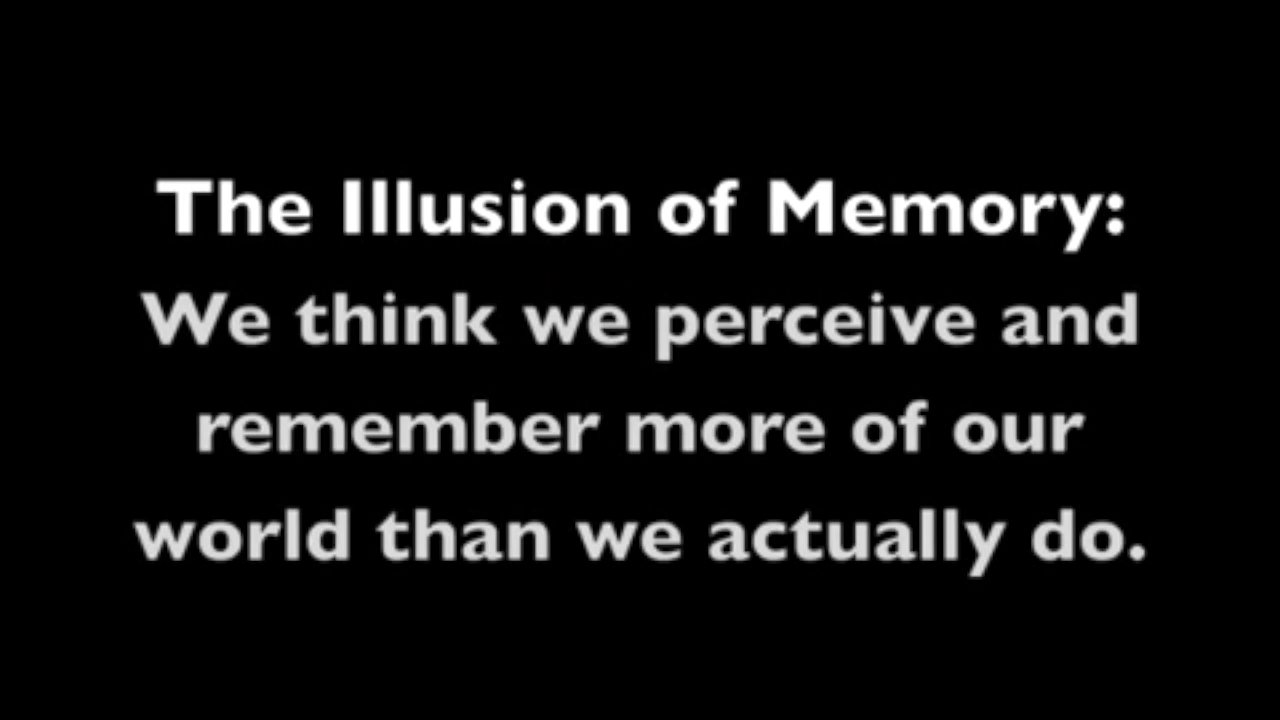 The Illusion of Memory:
We think we perceive and
remember more of our
world than we actually do.